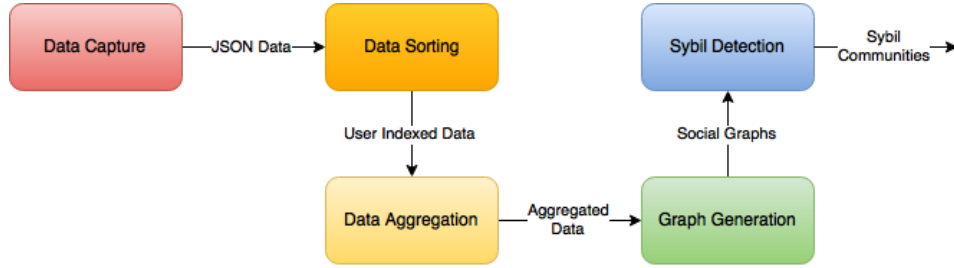 Data Capture
JSON Data
Data Sorting
Sybil Detection
Sybil
Communities
User Indexed Data
Social Graphs
Data Aggregation
Aggregated
Data
Graph Generation